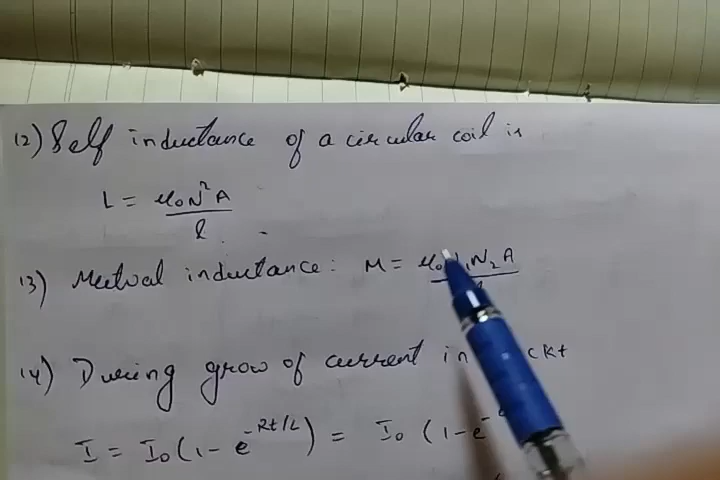 12) Self inductance of a circular coil is
L = μ₀N²A
l
13) Mutual inductance: M = μ₀N₁N₂A
14) During grow of current in ckt
I = I₀(1-e^-Rt/L) = I₀ (1-e^-